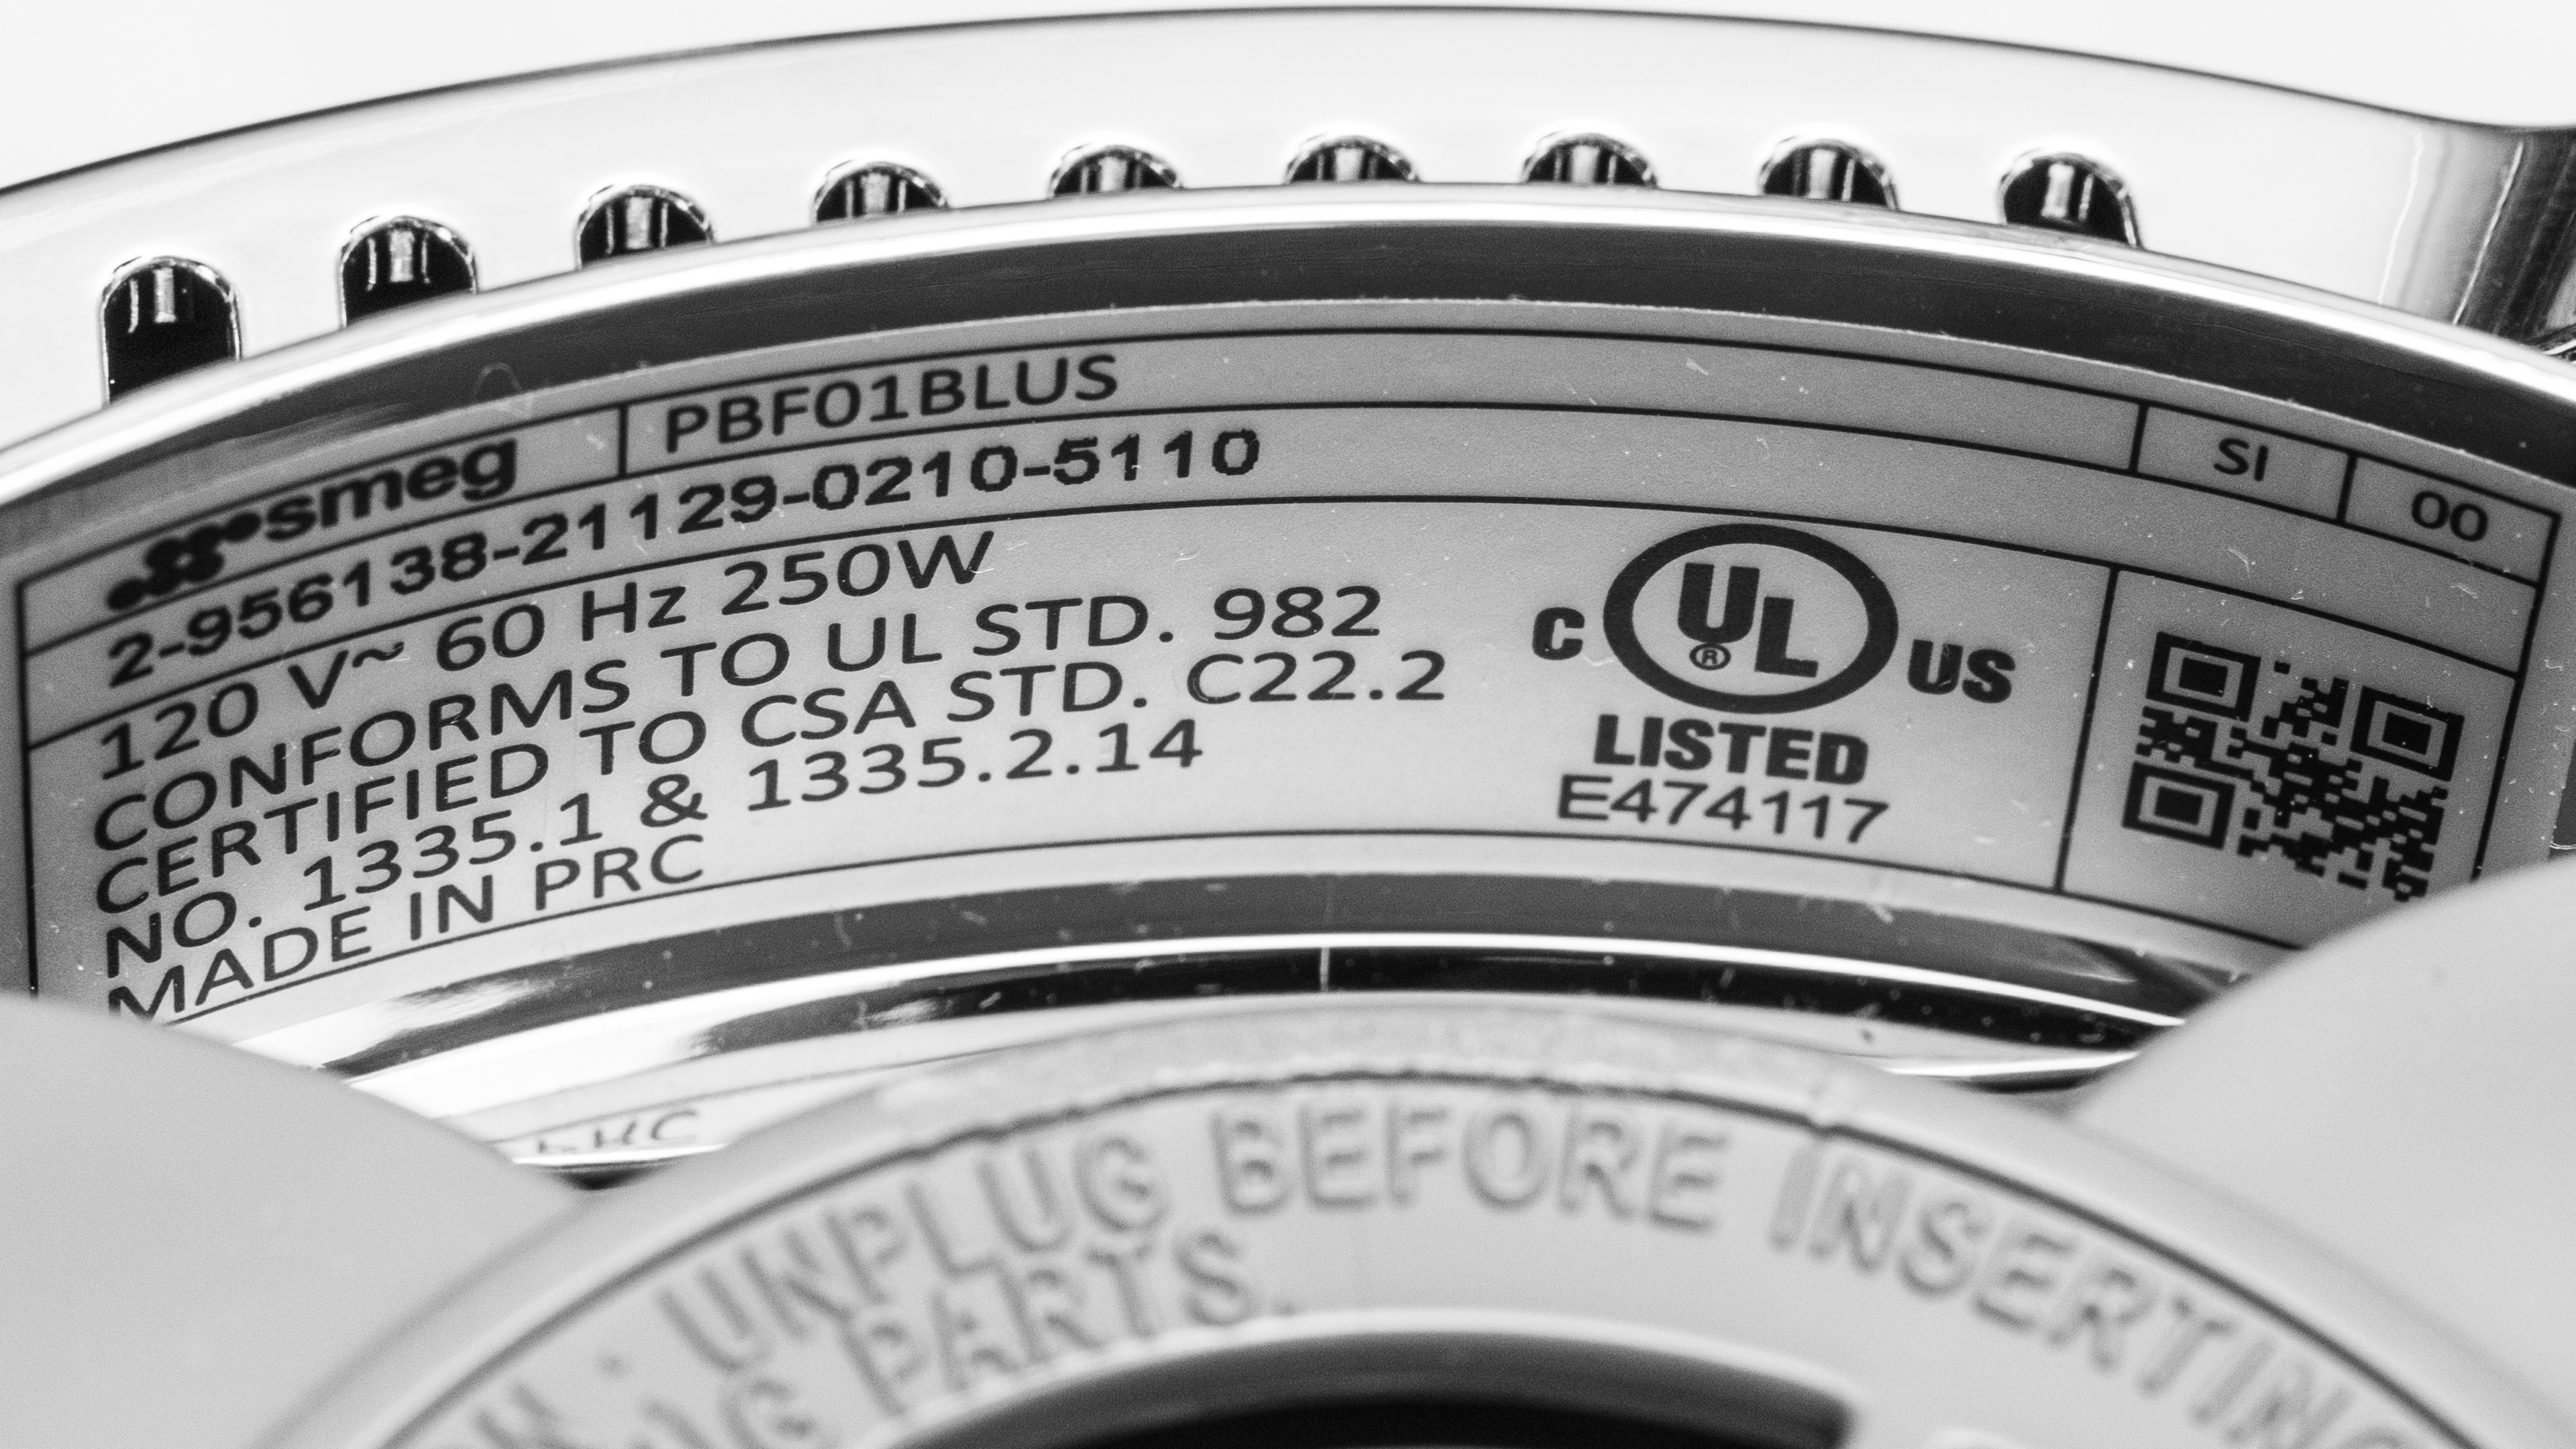 smeg PBF01BLUS SI 00
2-956138-21129-0210-5110
120 V~ 60 Hz 250W
CONFORMS TO UL STD. 982
CERTIFIED TO CSA STD. C22.2
NO. 1335.1 & 1335.2.14
MADE IN PRC
C UL® US
LISTED
E474117
UNPLUG BEFORE INSERTING
PARTS.